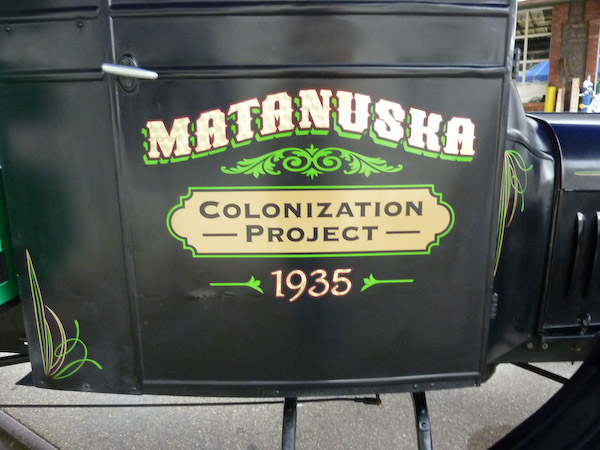 MATANUSKA
COLONIZATION
— PROJECT —
1935